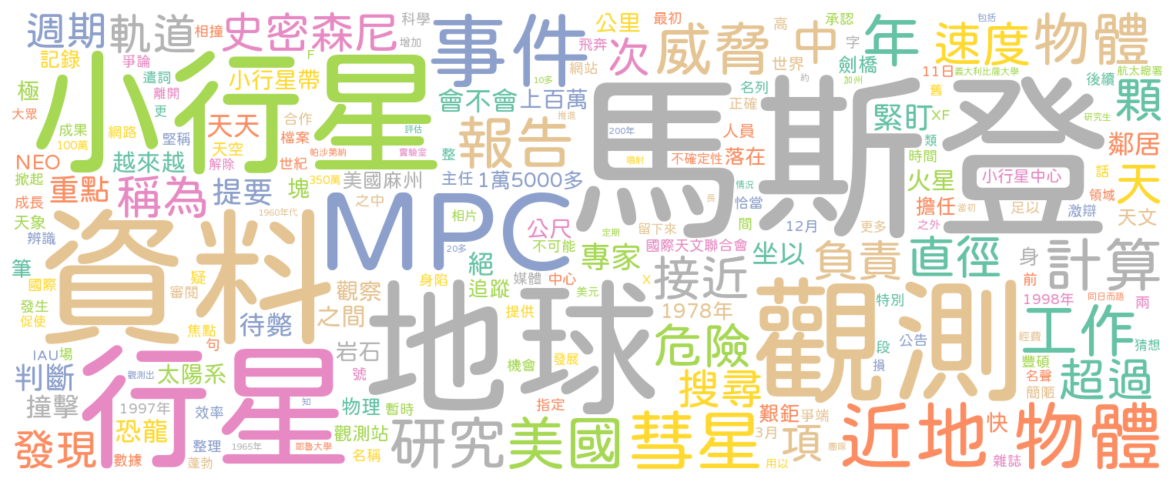 週期
軌道
相撞
史密森尼
科學
增加
事件
飛奔
公里
網站
次
最初
威脅
世界
高
中
承認
字
劍橋
加州
年
包括
速度
物體
記錄
爭論
遣詞
離開
F
小行星帶
小行星
極
大眾
成果
100萬
網路
更
堅稱
天空
合作
檔案
天天
解除
世紀
評估
會不會
上百萬
10多
推進
報告
200年
人員
正確
名列
不確定性
落在
馬斯登
緊盯
XF
類
時間
火星
11日
舊
義大利比薩大學
航太總署
後續
研究生
顆
鄰居
話
領域
小行星中心
天
NEO
掀起
越來越
重點
成長
天象
辨識
稱為
提要
塊
帕沙第納
350萬
之中
美國麻州
實驗室
整
主任
1萬5000多
相片
20多
公尺
不可能
定期
留下來
情況
長
間
恰當
12月
更多
擔任
當初
之外
足以
激辯
天文
筆
國際
發生
促使
資料
1960年代
疑
審閱
焦點
句
待斃
觀察
之間
MPC
身陷
絕
追蹤
媒體
中心
專家
國際天文聯合會
接近
X
美元
1978年
坐以
負責
直徑
身
前
計算
1998年
同日而語
兩
IAU
場
判斷
觀測出
太陽系
撞擊
1997年
恐龍
行星
知
岩石
號
物理
暫時
地球
提供
機會
發展
指定
危險
搜尋
觀測
特別
段
公告
損
經費
工作
豐碩
名聲
簡陋
猜想
超過
發現
數據
效率
整理
蓬勃
1965年
耶魯大學
觀測站
名稱
研究
美國
彗星
團隊
艱鉅
爭端
3月
用以
項
近地物體
快
雜誌